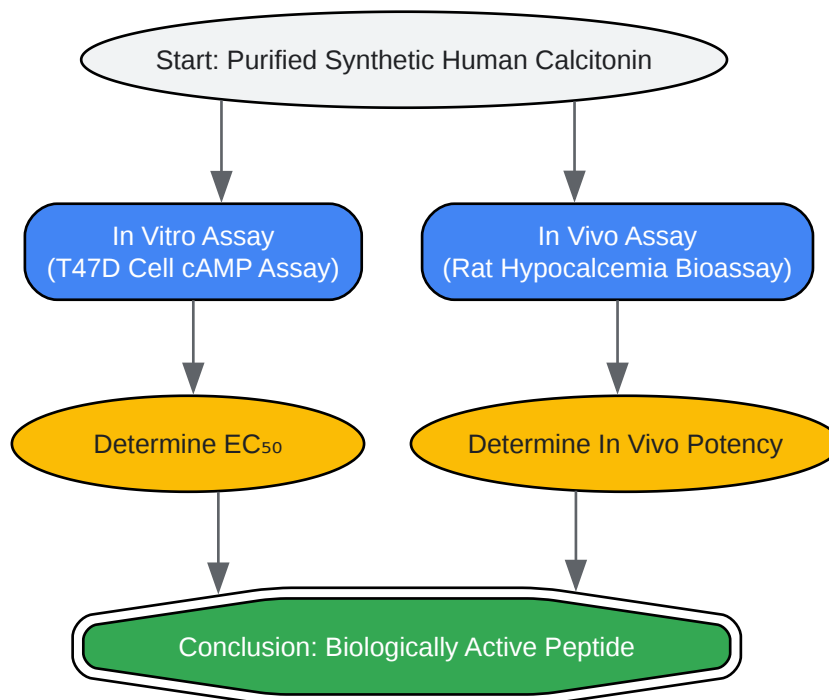 Start: Purified Synthetic Human Calcitonin
In Vitro Assay
(T47D Cell cAMP Assay)
In Vivo Assay
(Rat Hypocalcemia Bioassay)
Determine EC₅₀
Determine In Vivo Potency
Conclusion: Biologically Active Peptide